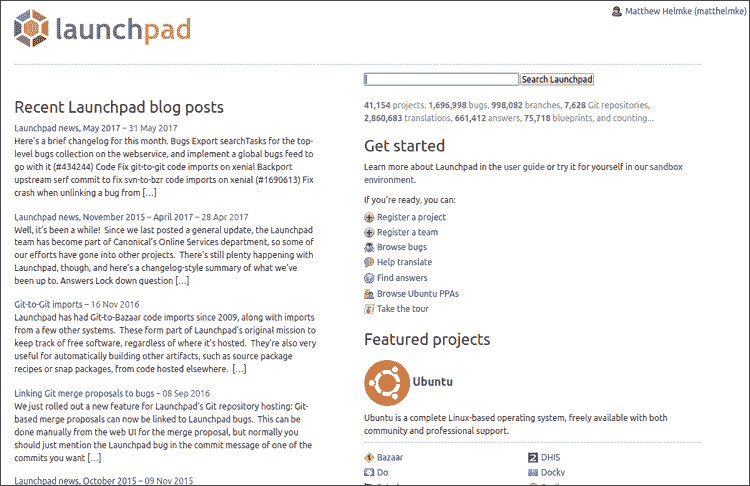 launchpad
Matthew Helmke (matthelmke)
Search Launchpad
Recent Launchpad blog posts
Launchpad news, May 2017 – 31 May 2017
Here's a brief changelog for this month. Bugs Export searchTasks for the top-
level bugs collection on the webservice, and implement a global bugs feed to
go with it (#434244) Code Fix git-to-git code imports on xenial Backport
upstream serf commit to fix svn-to-bzr code imports on xenial (#1690613) Fix
crash when unlinking a bug from […]
Launchpad news, November 2015 – April 2017 – 28 Apr 2017
Well, it's been a while!  Since we last posted a general update, the Launchpad
team has become part of Canonical's Online Services department, so some of
our efforts have gone into other projects.  There's still plenty happening with
Launchpad, though, and here's a changelog-style summary of what we've
been up to. Answers Lock down question […]
Git-to-Git imports – 16 Nov 2016
Launchpad has had Git-to-Bazaar code imports since 2009, along with imports
from a few other systems.  These form part of Launchpad's original mission to
keep track of free software, regardless of where it's hosted.  They're also very
useful for automatically building other artifacts, such as source package
recipes or snap packages, from code hosted elsewhere.  […]
Linking Git merge proposals to bugs – 08 Sep 2016
We just rolled out a new feature for Launchpad's Git repository hosting: Git-
based merge proposals can now be linked to Launchpad bugs.  This can be
done manually from the web UI for the merge proposal, but normally you
should just mention the Launchpad bug in the commit message of one of the
commits you want […]
Launchpad news, October 2015 – 09 Nov 2015
41,154 projects, 1,696,998 bugs, 998,082 branches, 7,628 Git repositories,
2,860,683 translations, 661,412 answers, 75,718 blueprints, and counting...
Get started
Learn more about Launchpad in the user guide or try it for yourself in our sandbox
environment.
If you're ready, you can:
Register a project
Register a team
Browse bugs
Help translate
Find answers
Browse Ubuntu PPAs
Take the tour
Featured projects
Ubuntu
Ubuntu is a complete Linux-based operating system, freely available with both
community and professional support.
Bazaar
DHIS
Do
Docky